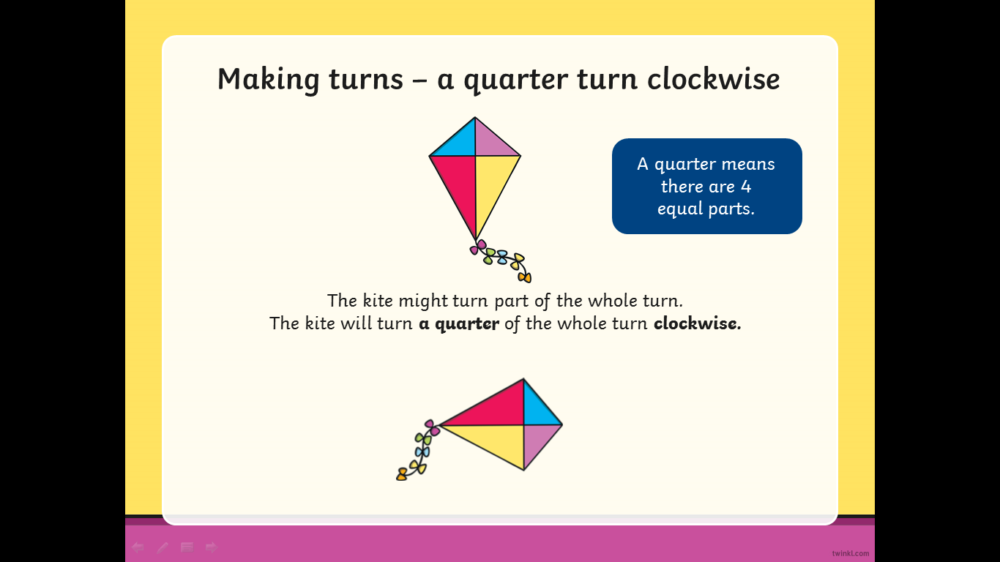 Making turns – a quarter turn clockwise
A quarter means
there are 4
equal parts.
The kite might turn part of the whole turn.
The kite will turn a quarter of the whole turn clockwise.
twinkl.com